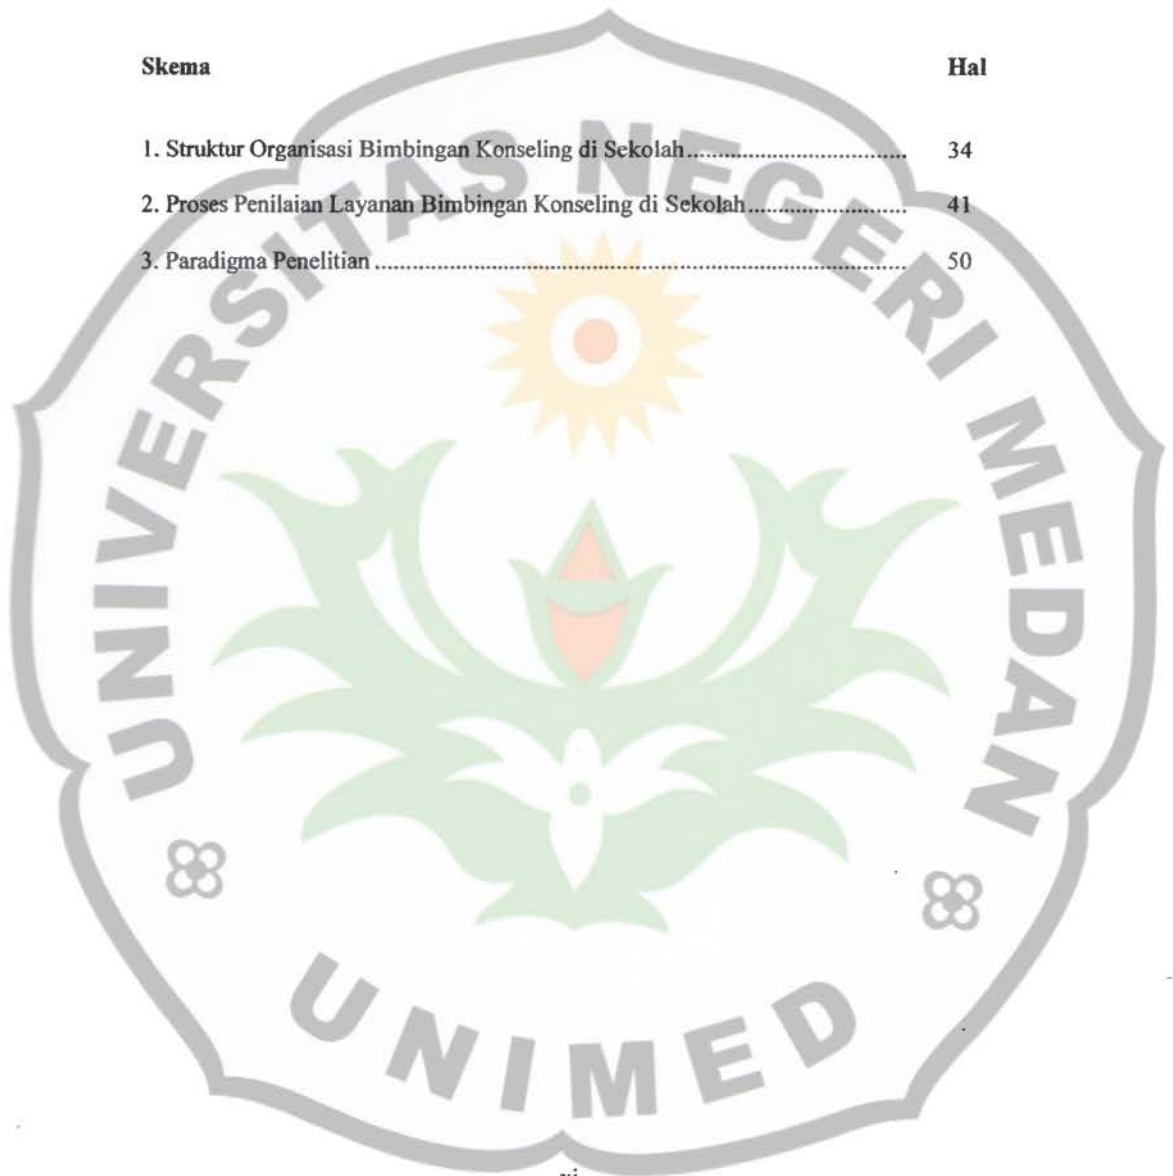 Skema Hal
1. Struktur Organisasi Bimbingan Konseling di Sekolah................................ 34
2. Proses Penilaian Layanan Bimbingan Konseling di Sekolah........................ 41
3. Paradigma Penelitian ................................................................................ 50
UNIVERSITAS NEGERI MEDAN
UNIMED
xi